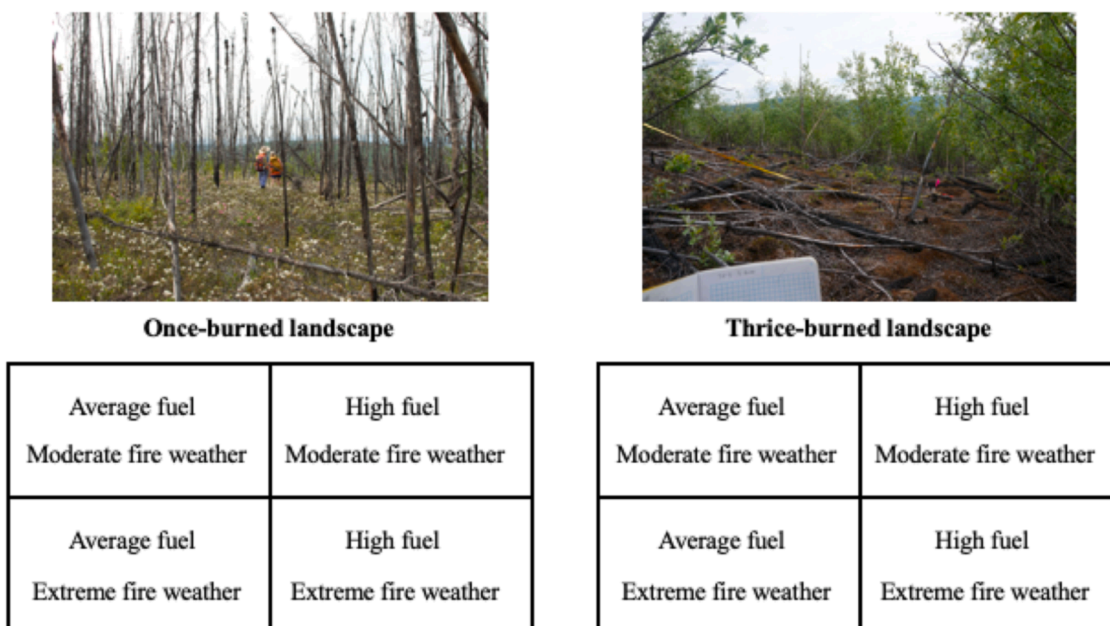 Once-burned landscape
Thrice-burned landscape
Average fuel
Moderate fire weather
High fuel
Moderate fire weather
Average fuel
Extreme fire weather
High fuel
Extreme fire weather
Average fuel
Moderate fire weather
High fuel
Moderate fire weather
Average fuel
Extreme fire weather
High fuel
Extreme fire weather